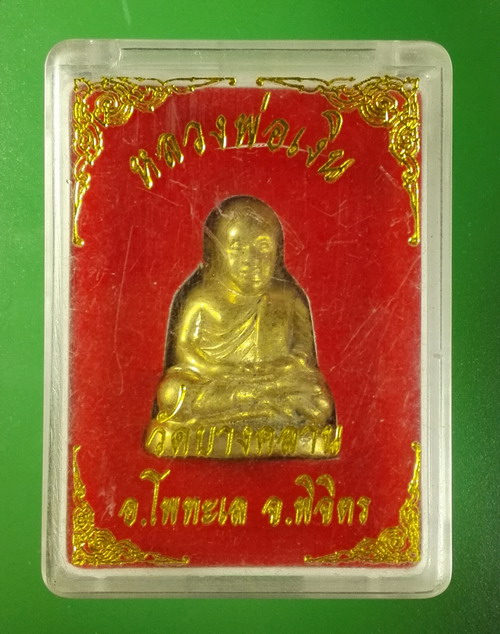 หลวงพ่อเงิน
วัดบางคลาน
อ.โพทะเล จ.พิจิตร